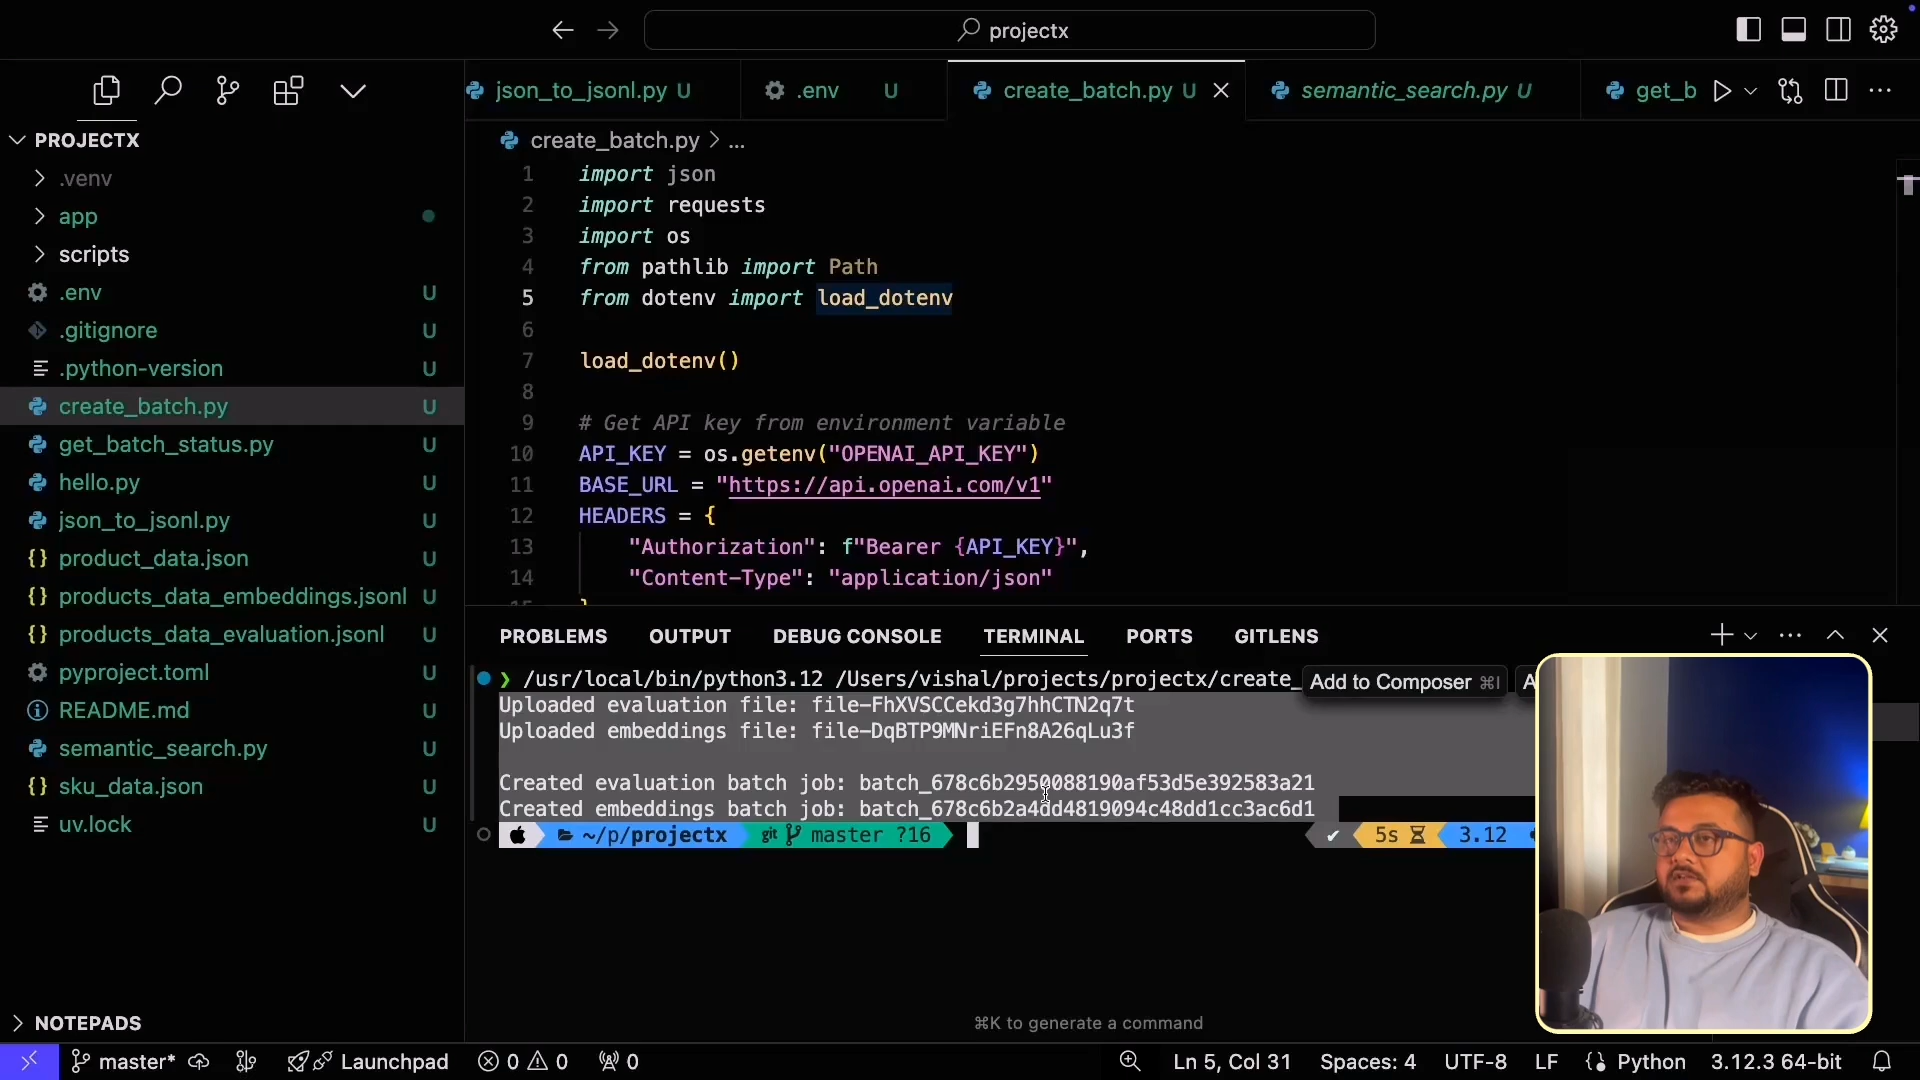 projectx
json_to_jsonl.py U
.env U
create_batch.py U
semantic_search.py U
get_b
PROJECTX
.venv
app
scripts
.env U
.gitignore U
.python-version U
create_batch.py U
get_batch_status.py U
hello.py U
json_to_jsonl.py U
product_data.json U
products_data_embeddings.jsonl U
products_data_evaluation.jsonl U
pyproject.toml U
README.md U
semantic_search.py U
sku_data.json U
uv.lock U
NOTEPADS
create_batch.py > ...
1 import json
2 import requests
3 import os
4 from pathlib import Path
5 from dotenv import load_dotenv
6
7 load_dotenv()
8
9 # Get API key from environment variable
10 API_KEY = os.getenv("OPENAI_API_KEY")
11 BASE_URL = "https://api.openai.com/v1"
12 HEADERS = {
13 "Authorization": f"Bearer {API_KEY}",
14 "Content-Type": "application/json"
PROBLEMS OUTPUT DEBUG CONSOLE TERMINAL PORTS GITLENS
❯ /usr/local/bin/python3.12 /Users/vishal/projects/projectx/create_
Add to Composer ⌘I
Uploaded evaluation file: file-FhXVSCCekd3g7hhCTN2q7t
Uploaded embeddings file: file-DqBTP9MNriEFn8A26qLu3f
Created evaluation batch job: batch_678c6b2950088190af53d5e392583a21
Created embeddings batch job: batch_678c6b2a4dd4819094c48dd1cc3ac6d1
~/p/projectx git master ?16 ✔ 5s 3.12
⌘K to generate a command
master* Launchpad 0 0 0 Ln 5, Col 31 Spaces: 4 UTF-8 LF Python 3.12.3 64-bit